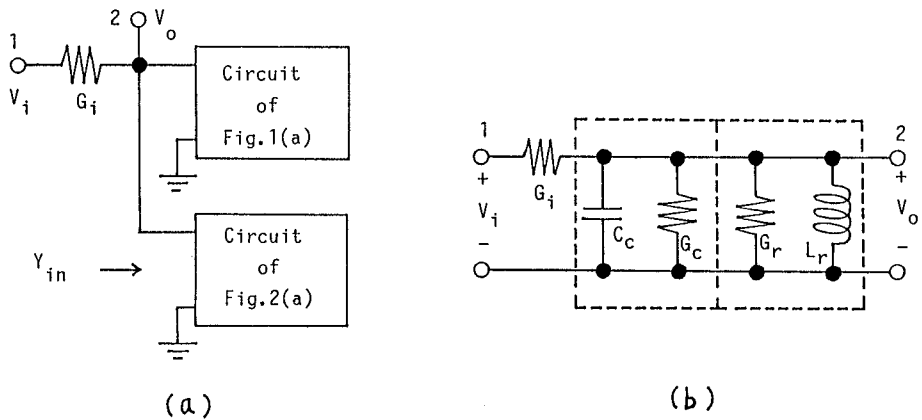 2
V_o
1
V_i
G_i
Circuit
of
Fig.1(a)
Y_in →
Circuit
of
Fig.2(a)
(a)
1
+
V_i
-
G_i
C_c
G_c
G_r
L_r
2
+
V_o
-
(b)